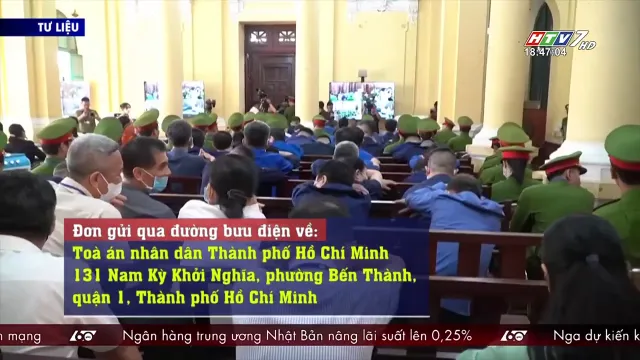 TƯ LIỆU
HTV7 HD
18:47:04
Đơn gửi qua đường bưu điện về:
Toà án nhân dân Thành phố Hồ Chí Minh
131 Nam Kỳ Khởi Nghĩa, phường Bến Thành,
quận 1, Thành phố Hồ Chí Minh
n mạng 60 Ngân hàng trung ương Nhật Bản nâng lãi suất lên 0,25% 60 Nga dự kiến k